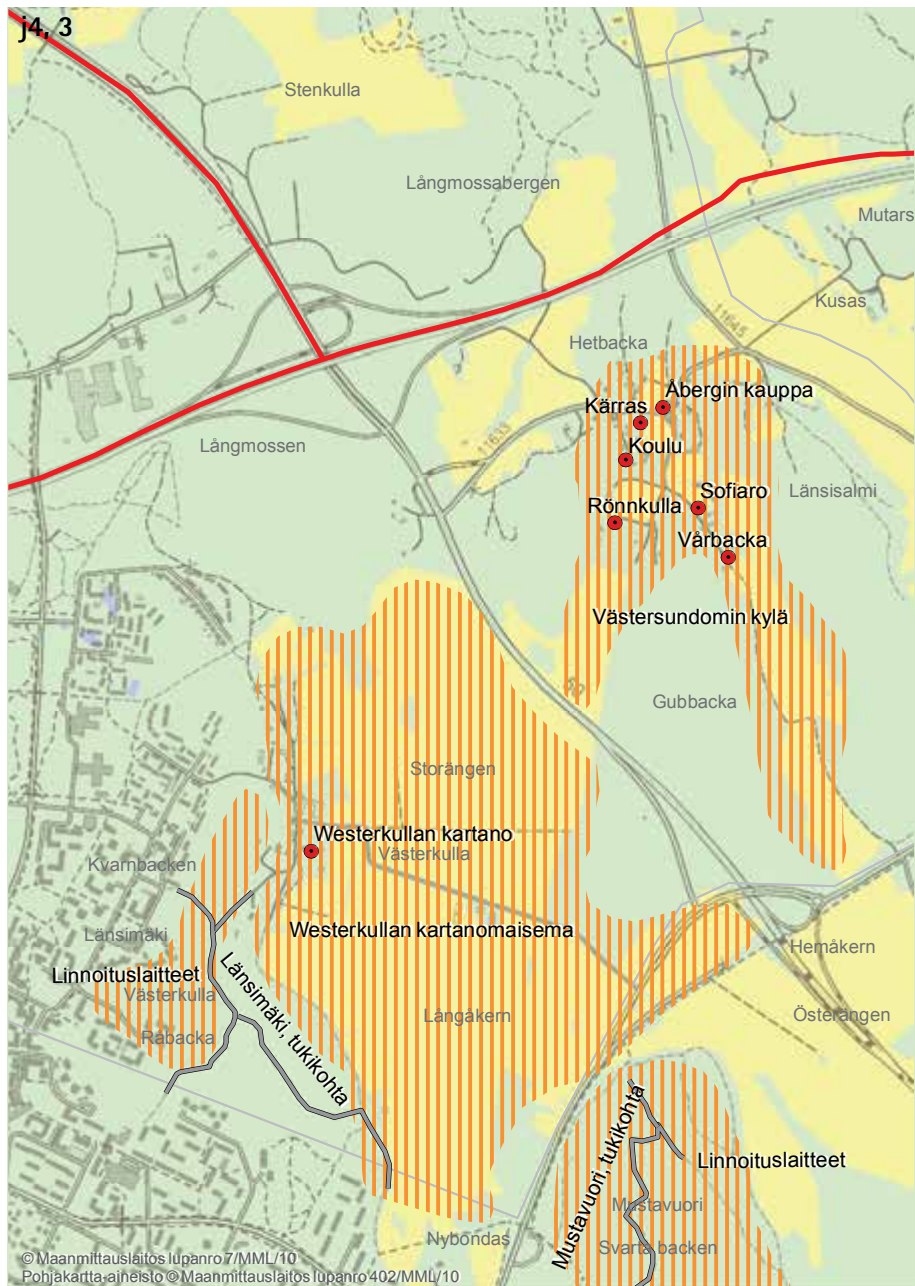 j4, 3
Stenkulla
Långmossabergen
Mutars
Kusas
11645
Hetbacka
Åbergin kauppa
Kärras
Långmossen
11633
Koulu
Länsisalmi
Sofiaro
Rönnkulla
Vårbacka
Västersundomin kylä
50
Gubbacka
Storängen
Westerkullan kartano
Västerkulla
Kvarnbacken
Westerkullan kartanomaisema
Länsimäki
Hemåkern
Linnoituslaitteet
Västerkulla
Länsimäki, tukikohta
Långåkern
Österängen
Råbacka
Mustavuori, tukikohta
Linnoituslaitteet
Mustavuori
Nybondas
Svarta backen
© Maanmittauslaitos lupanro 7/MML/10
Pohjakartta-aineisto © Maanmittauslaitos lupanro 402/MML/10